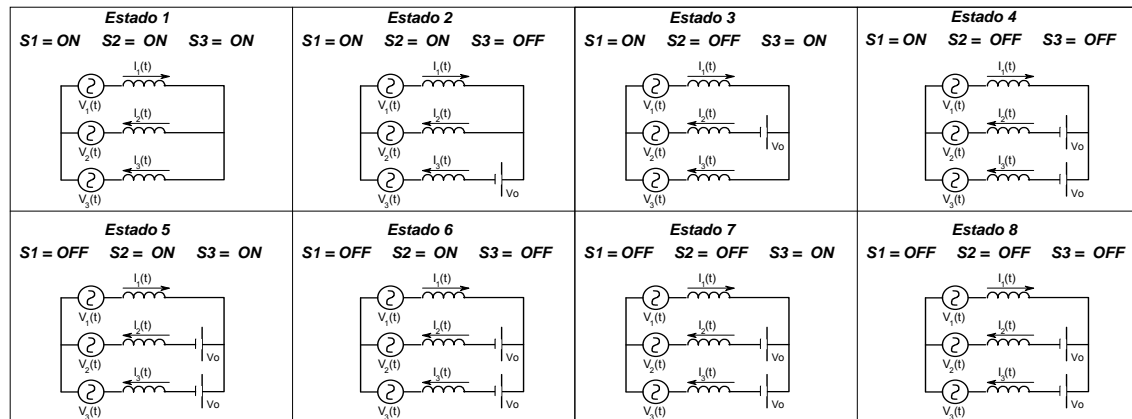 Estado 1
S1 = ON S2 = ON S3 = ON
I1(t)
V1(t)
I2(t)
V2(t)
I3(t)
V3(t)
Estado 2
S1 = ON S2 = ON S3 = OFF
I1(t)
V1(t)
I2(t)
V2(t)
I3(t)
Vo
V3(t)
Estado 3
S1 = ON S2 = OFF S3 = ON
I1(t)
V1(t)
I2(t)
Vo
V2(t)
I3(t)
V3(t)
Estado 4
S1 = ON S2 = OFF S3 = OFF
I1(t)
V1(t)
I2(t)
Vo
V2(t)
I3(t)
Vo
V3(t)
Estado 5
S1 = OFF S2 = ON S3 = ON
I1(t)
V1(t)
I2(t)
Vo
V2(t)
I3(t)
Vo
V3(t)
Estado 6
S1 = OFF S2 = ON S3 = OFF
I1(t)
V1(t)
I2(t)
Vo
V2(t)
I3(t)
Vo
V3(t)
Estado 7
S1 = OFF S2 = OFF S3 = ON
I1(t)
V1(t)
I2(t)
Vo
V2(t)
I3(t)
Vo
V3(t)
Estado 8
S1 = OFF S2 = OFF S3 = OFF
I1(t)
V1(t)
I2(t)
Vo
V2(t)
I3(t)
Vo
V3(t)